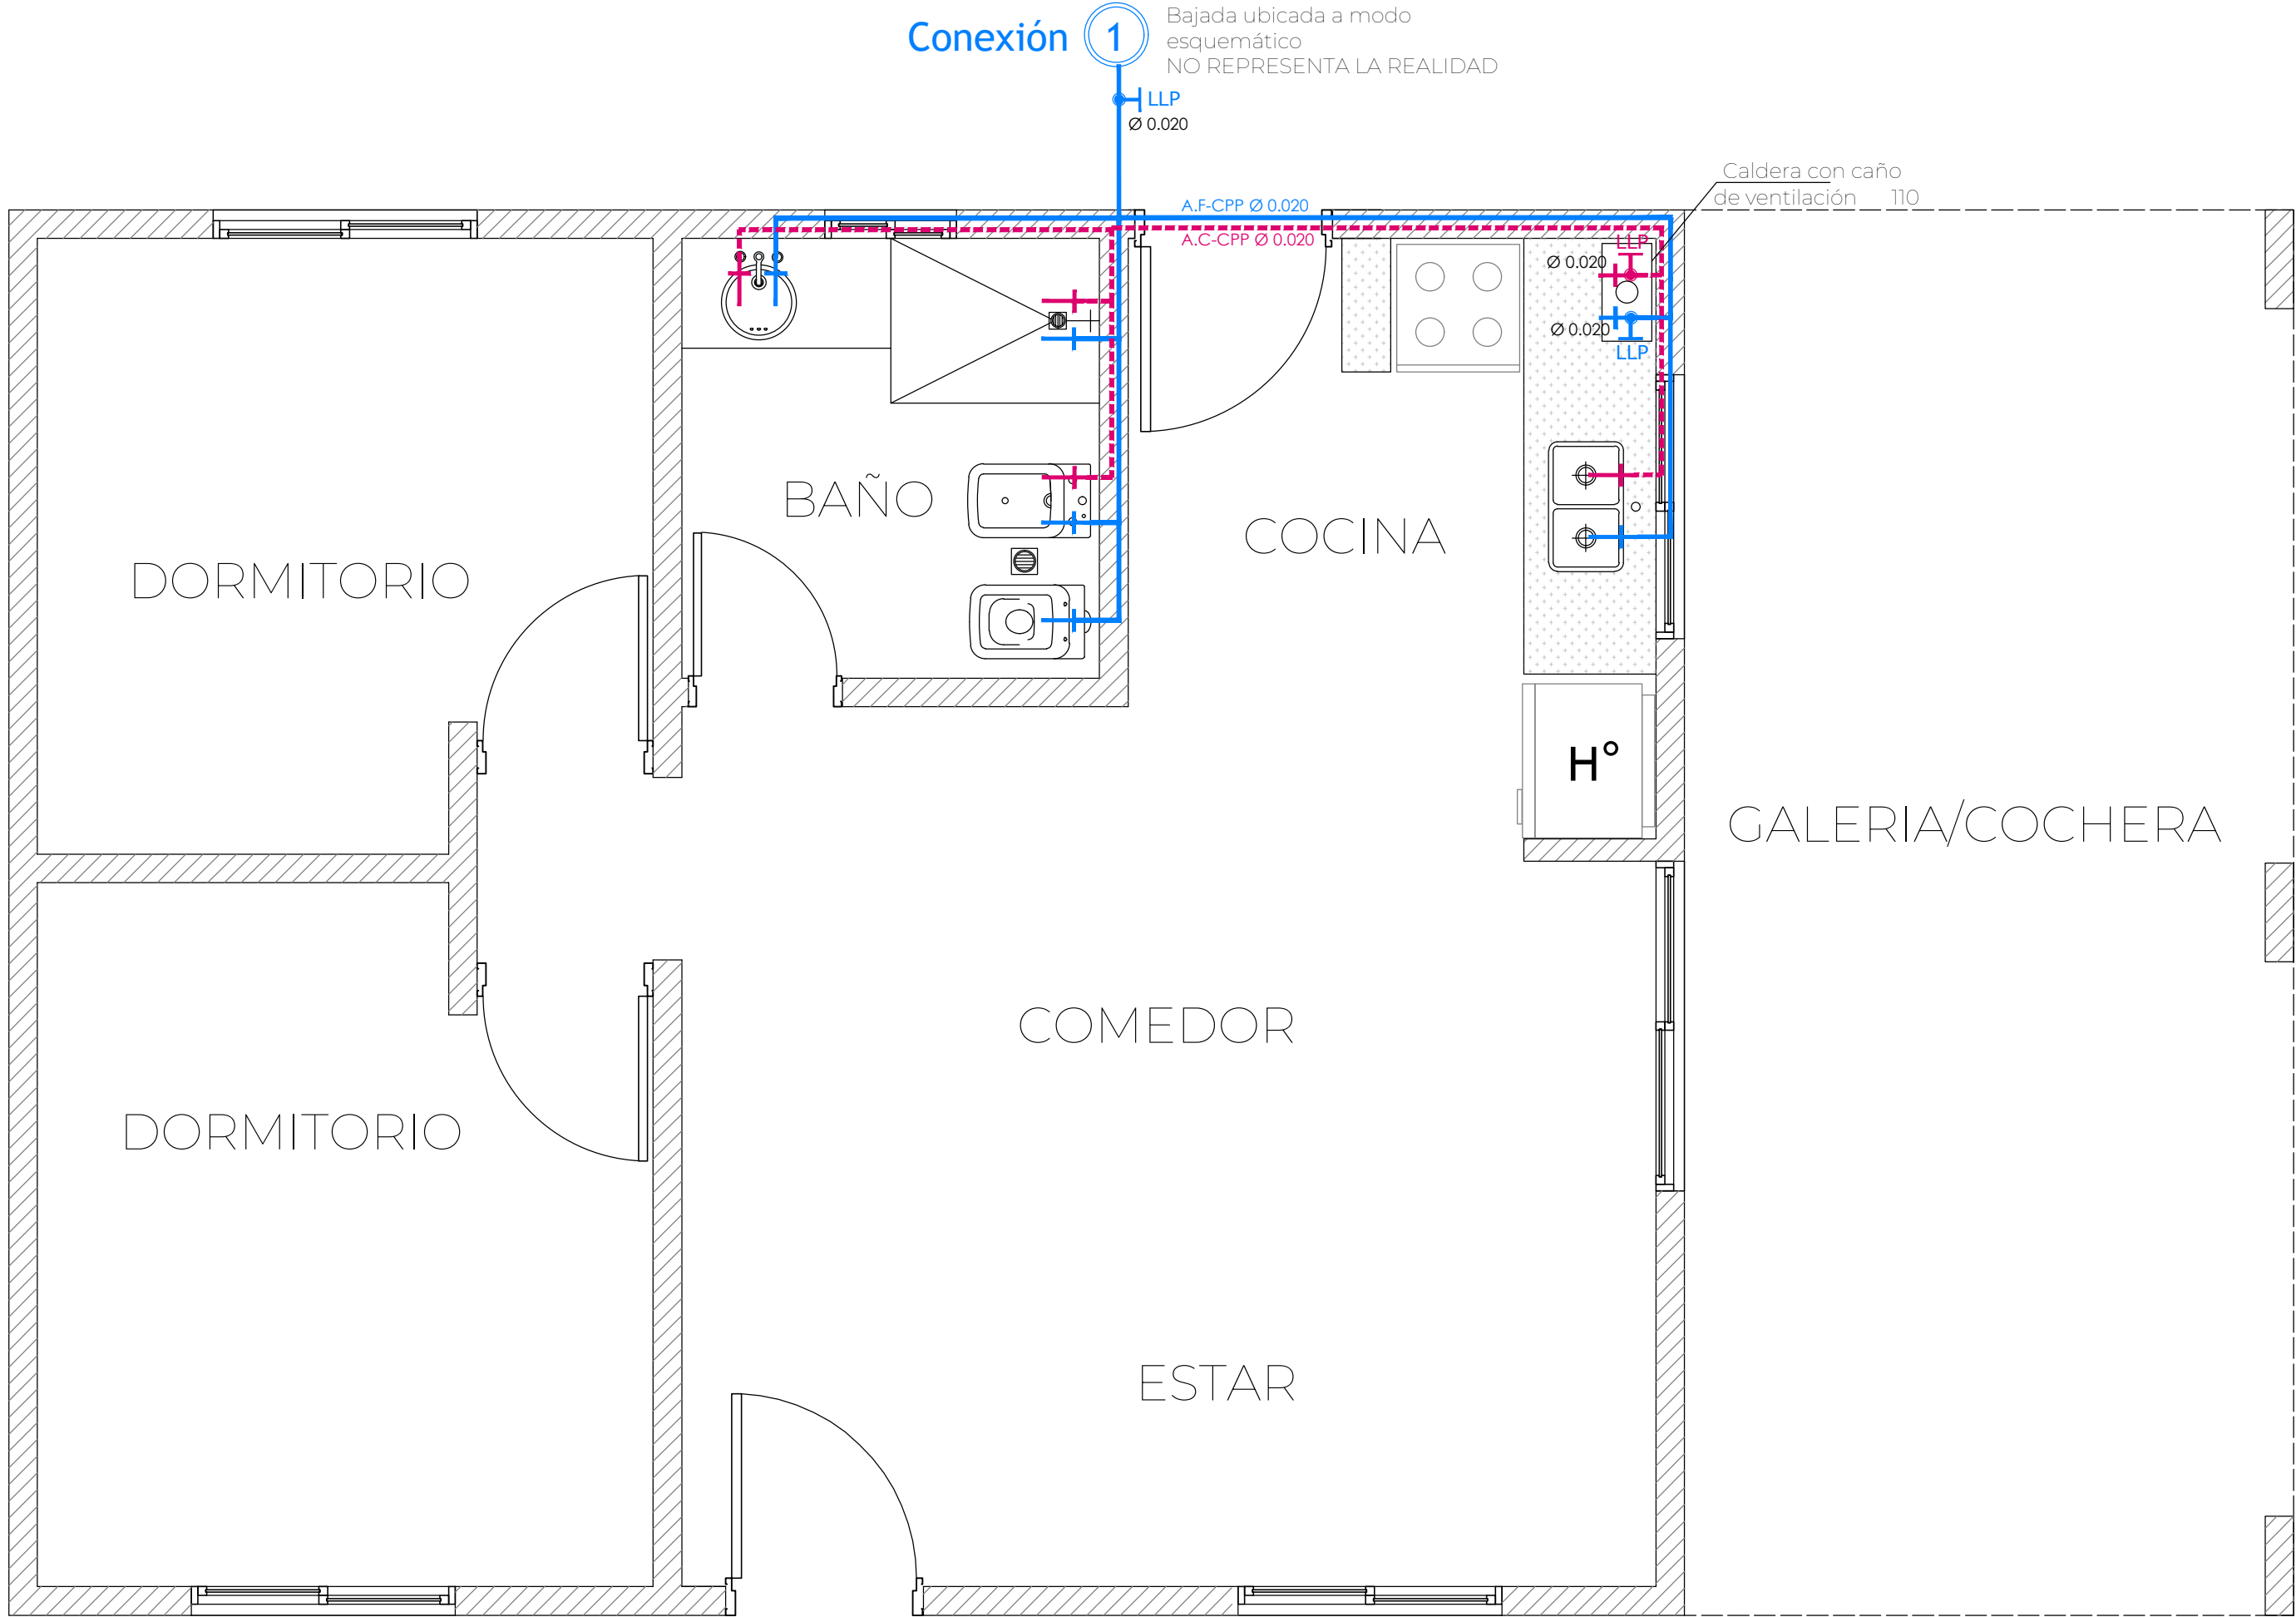 Conexión 1
Bajada ubicada a modo
esquemático
NO REPRESENTA LA REALIDAD
LLP
Ø 0.020
Caldera con caño
de ventilación 110
A.F-CPP Ø 0.020
A.C-CPP Ø 0.020
LLP
Ø 0.020
Ø 0.020
LLP
BAÑO
COCINA
DORMITORIO
H°
GALERIA/COCHERA
COMEDOR
DORMITORIO
ESTAR